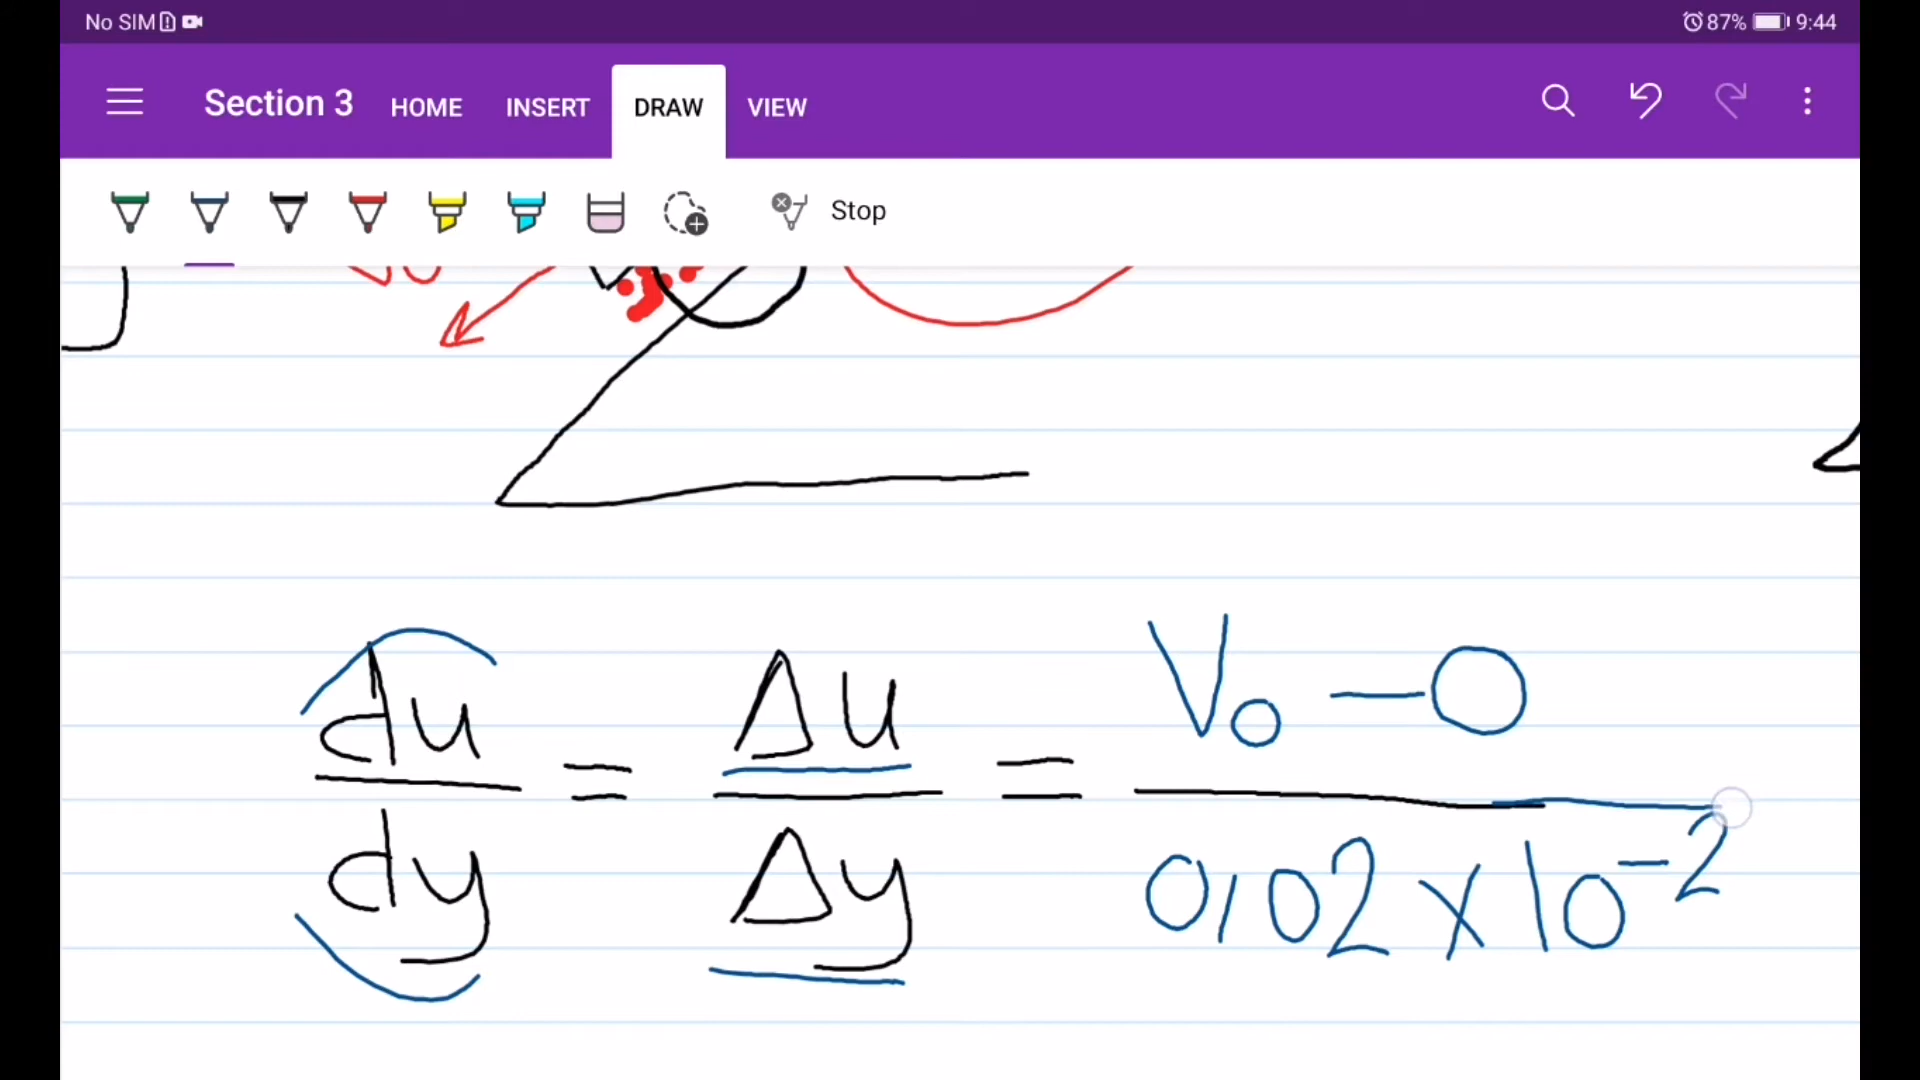 No SIM 87% 9:44
Section 3 HOME INSERT DRAW VIEW
Stop
du/dy = Δu/Δy = V₀ − 0 / 0,02 × 10⁻²